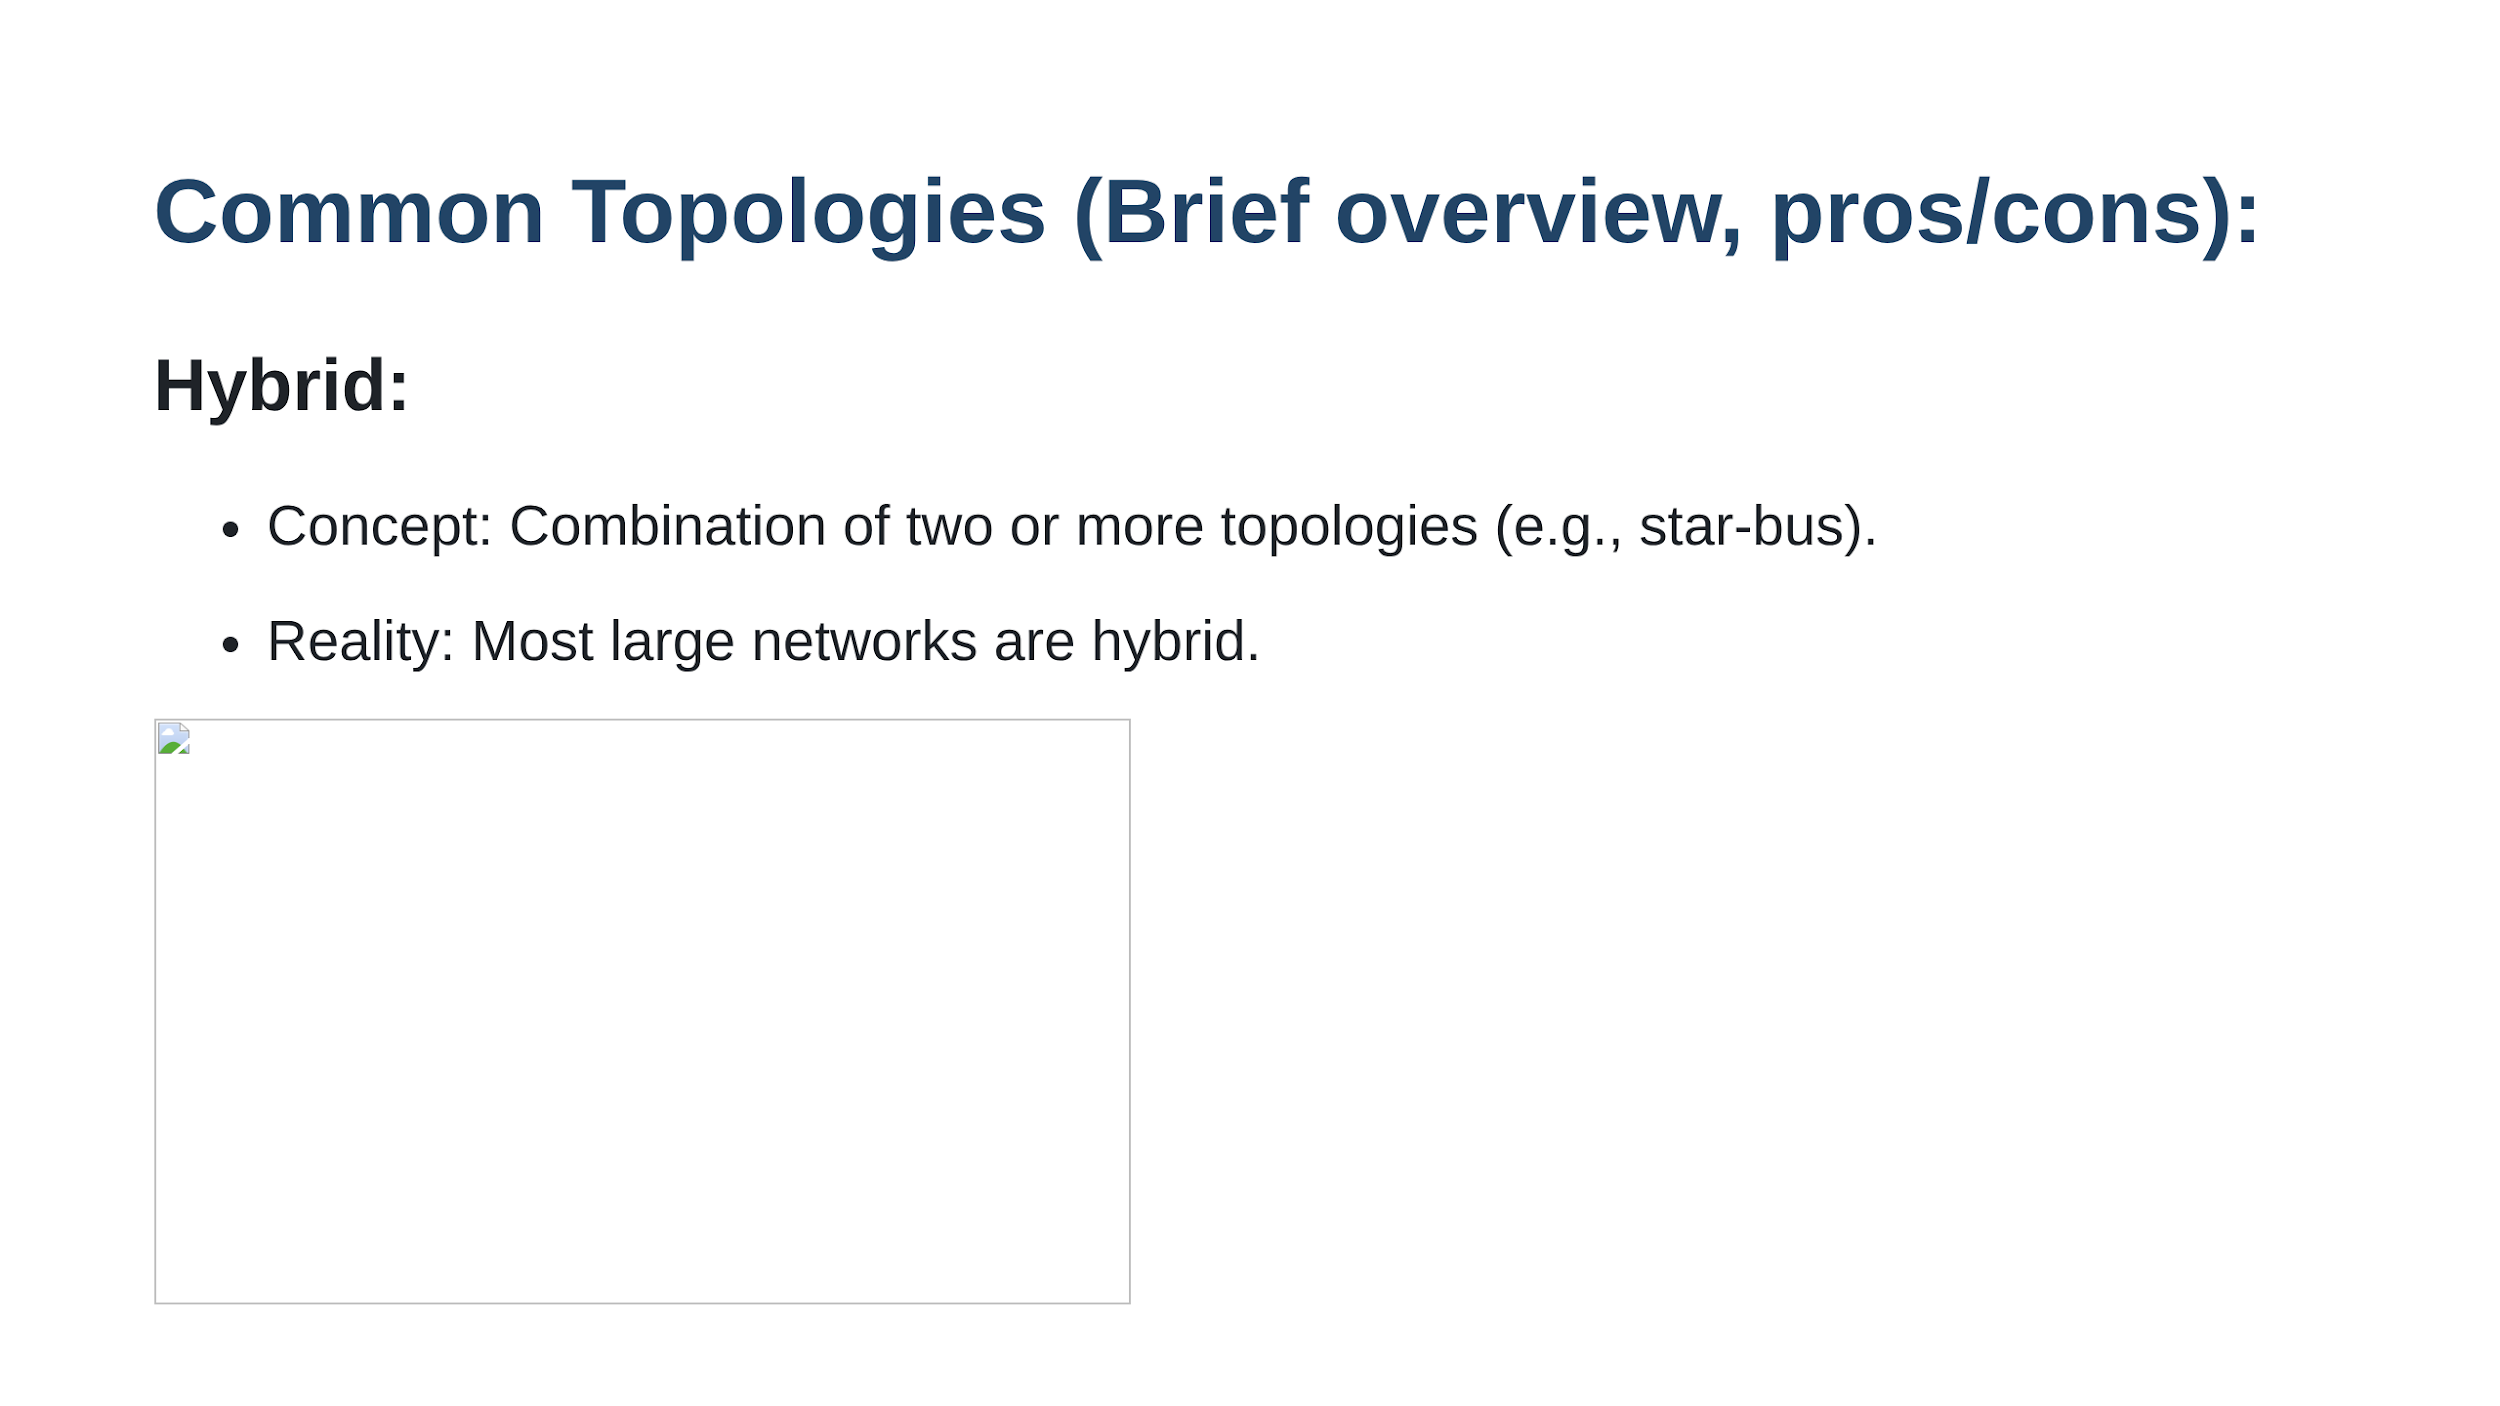 Common Topologies (Brief overview, pros/cons):
Hybrid:
• Concept: Combination of two or more topologies (e.g., star-bus).
• Reality: Most large networks are hybrid.